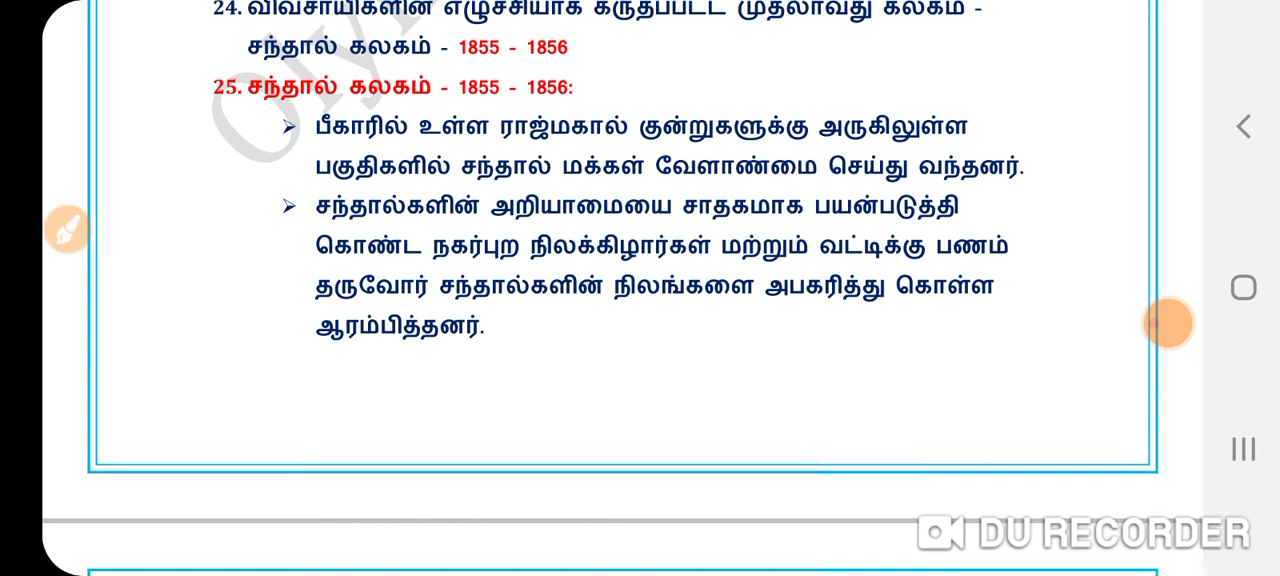 24. விவசாயிகளின் எழுச்சியாக கருதப்பட்ட முதலாவது கலகம் -
சந்தால் கலகம் - 1855 - 1856
25. சந்தால் கலகம் - 1855 - 1856:
➢ பீகாரில் உள்ள ராஜ்மகால் குன்றுகளுக்கு அருகிலுள்ள
பகுதிகளில் சந்தால் மக்கள் வேளாண்மை செய்து வந்தனர்.
➢ சந்தால்களின் அறியாமையை சாதகமாக பயன்படுத்தி
கொண்ட நகர்புற நிலக்கிழார்கள் மற்றும் வட்டிக்கு பணம்
தருவோர் சந்தால்களின் நிலங்களை அபகரித்து கொள்ள
ஆரம்பித்தனர்.
DU RECORDER